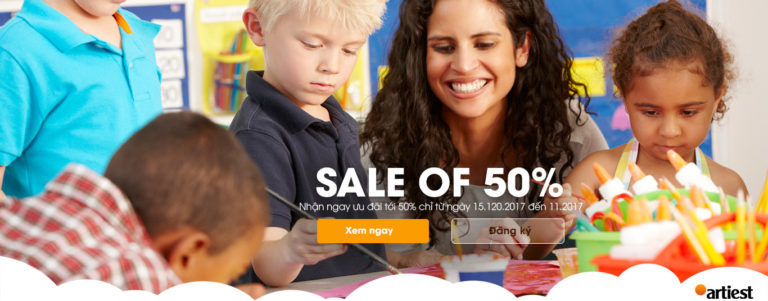 SALE OF 50%
Nhận ngay ưu đãi tới 50% chỉ từ ngày 15.120.2017 đến 11.2017
Xem ngay
Đăng ký
artiest